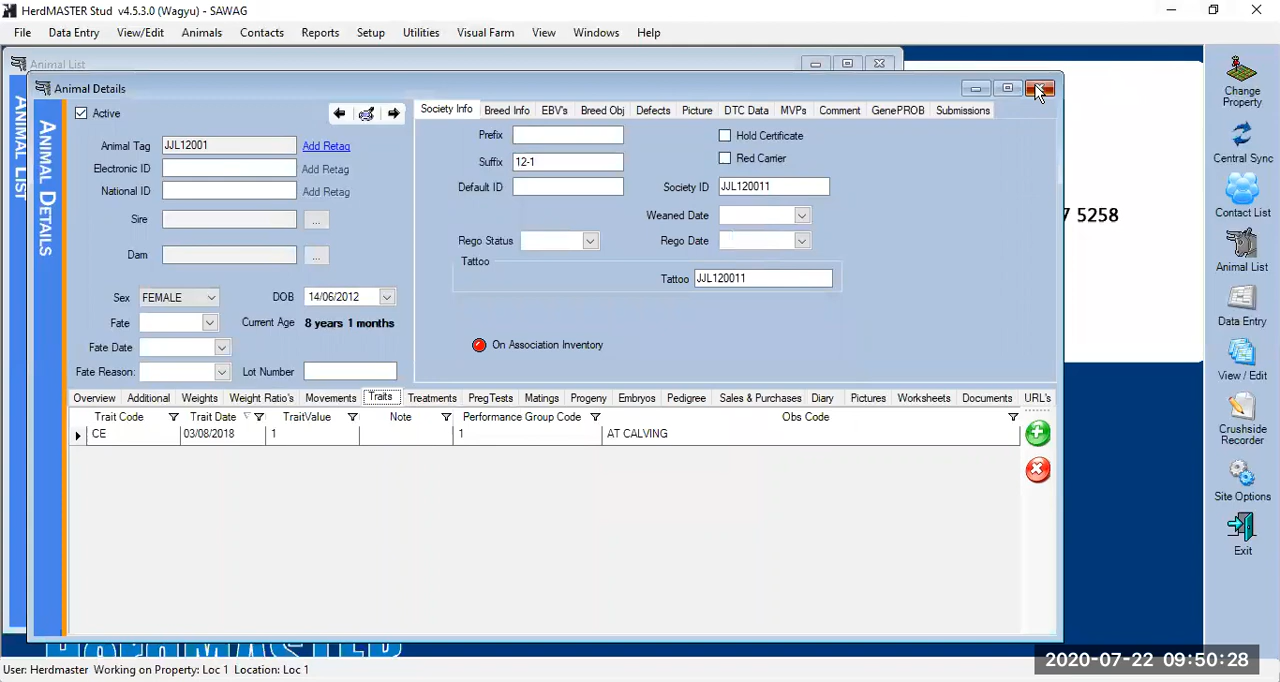 HerdMASTER Stud v4.5.3.0 (Wagyu) - SAWAG
File Data Entry View/Edit Animals Contacts Reports Setup Utilities Visual Farm View Windows Help
Animal List
ANIMAL LIST
Animal Details
ANIMAL DETAILS
Active
Animal Tag JJL12001 Add Retag
Electronic ID Add Retag
National ID Add Retag
Sire ...
Dam ...
Sex FEMALE DOB 14/06/2012
Fate Current Age 8 years 1 months
Fate Date
Fate Reason: Lot Number
Society Info Breed Info EBV's Breed Obj Defects Picture DTC Data MVPs Comment GenePROB Submissions
Prefix Hold Certificate
Suffix 12-1 Red Carrier
Default ID Society ID JJL120011
Weaned Date
Rego Status Rego Date
Tattoo
Tattoo JJL120011
On Association Inventory
Overview Additional Weights Weight Ratio's Movements Traits Treatments PregTests Matings Progeny Embryos Pedigree Sales & Purchases Diary Pictures Worksheets Documents URL's
Trait Code Trait Date TraitValue Note Performance Group Code Obs Code
CE 03/08/2018 1 1 AT CALVING
7 5258
Change Property
Central Sync
Contact List
Animal List
Data Entry
View / Edit
Crushside Recorder
Site Options
Exit
User: Herdmaster Working on Property: Loc 1 Location: Loc 1
2020-07-22 09:50:28